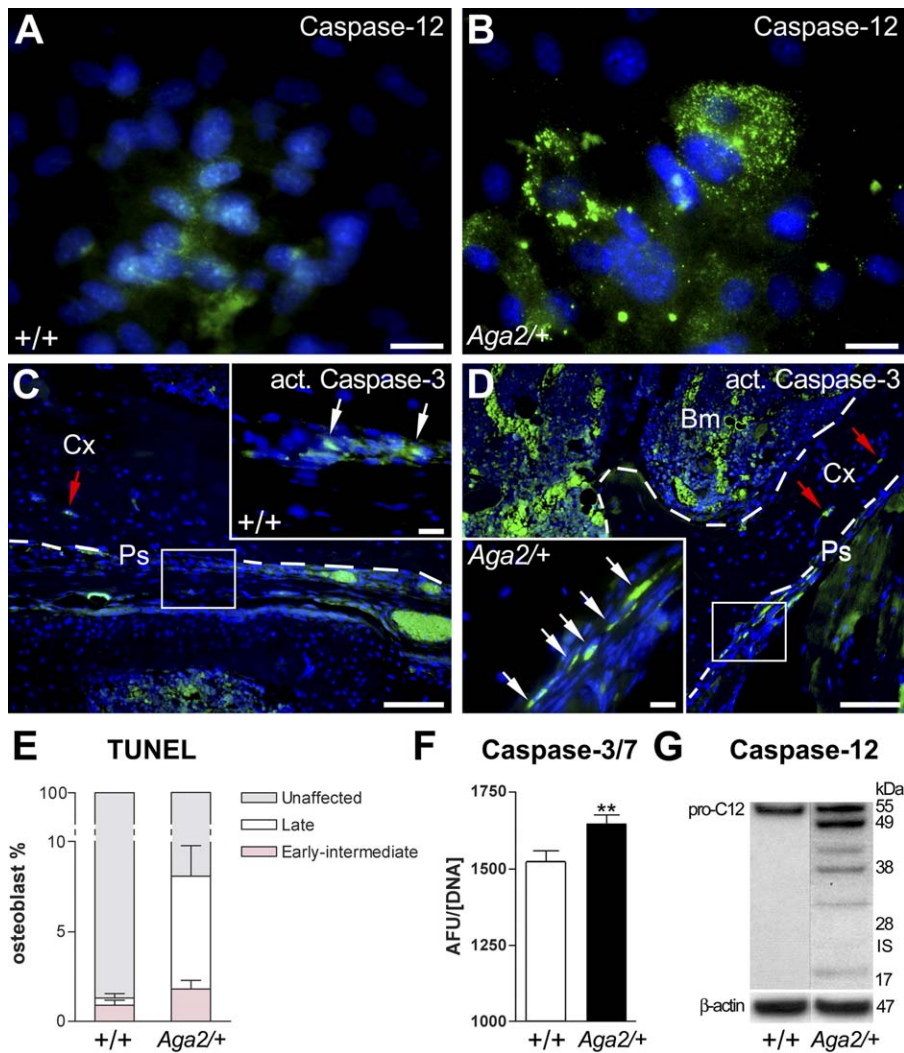 A Caspase-12
+/+
B Caspase-12
Aga2/+
C act. Caspase-3
Cx
Ps
+/+
D act. Caspase-3
Bm
Cx
Ps
Aga2/+
E TUNEL
osteoblast %
100
10
5
0
+/+ Aga2/+
Unaffected
Late
Early-intermediate
F Caspase-3/7
AFU/[DNA]
1750
1500
1250
1000
**
+/+ Aga2/+
G Caspase-12
kDa
pro-C12 55
49
38
28
IS
17
β-actin 47
+/+ Aga2/+